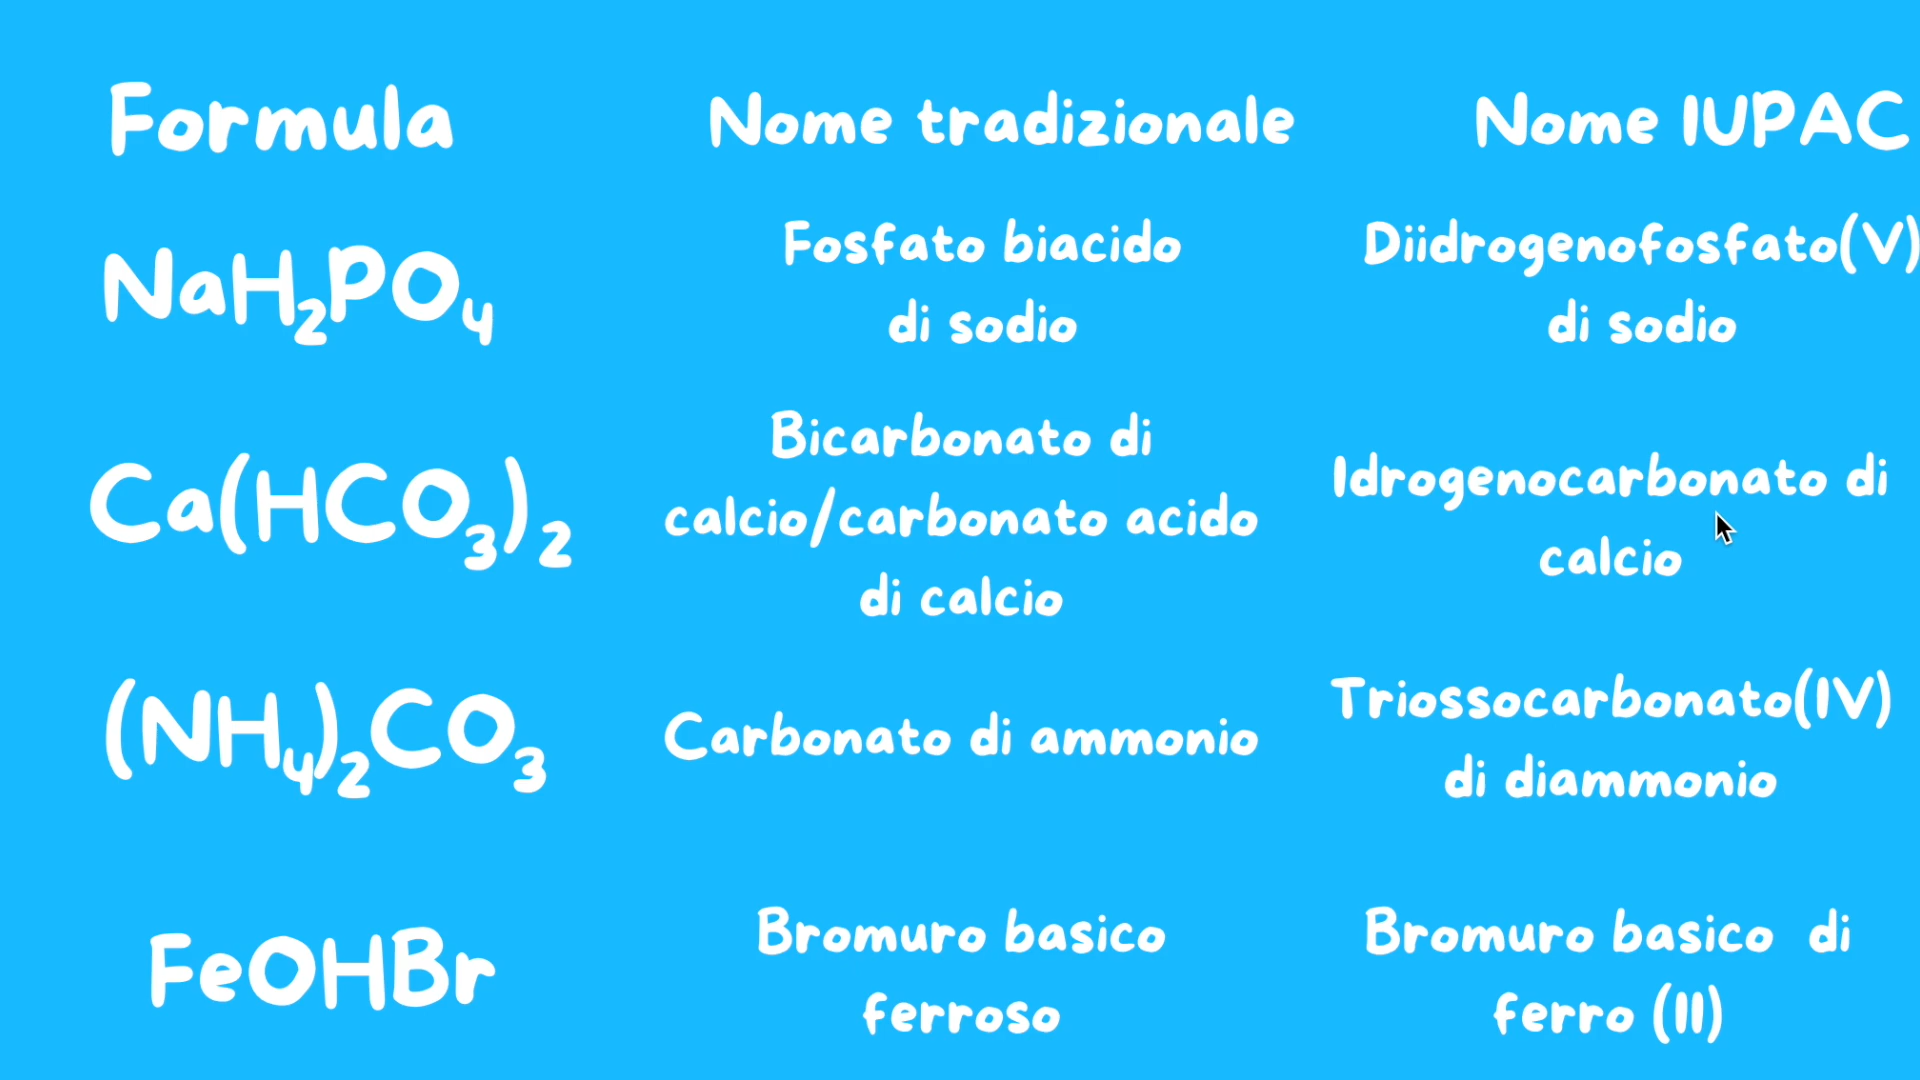 Formula Nome tradizionale Nome IUPAC
NaH₂PO₄
Fosfato biacido
di sodio
Diidrogenofosfato(V)
di sodio
Ca(HCO₃)₂
Bicarbonato di
calcio/carbonato acido
di calcio
Idrogenocarbonato di
calcio
(NH₄)₂CO₃
Carbonato di ammonio
Triossocarbonato(IV)
di diammonio
FeOHBr
Bromuro basico
ferroso
Bromuro basico di
ferro (II)